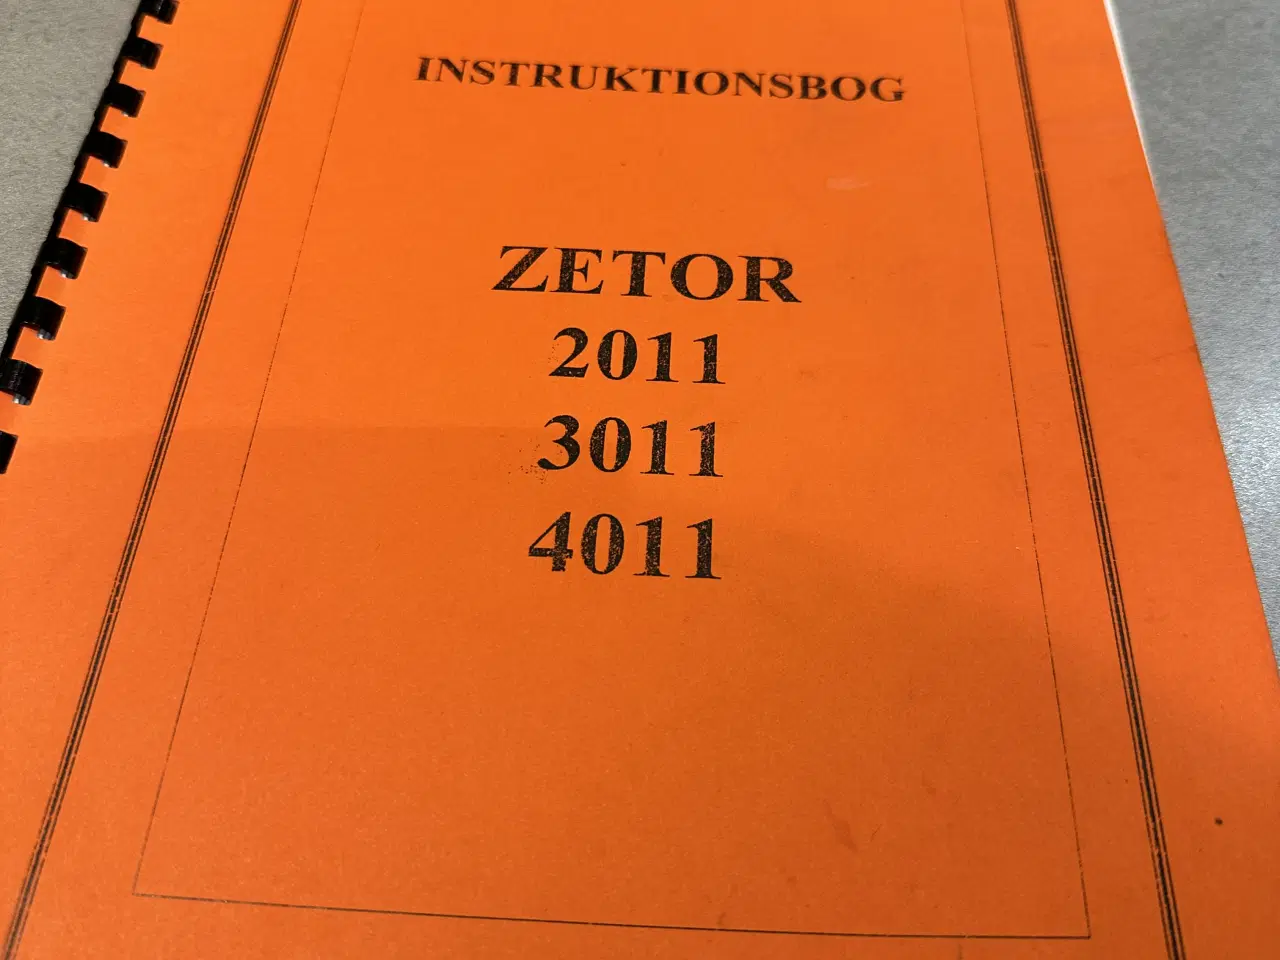 INSTRUKTIONSBOG
ZETOR
2011
3011
4011